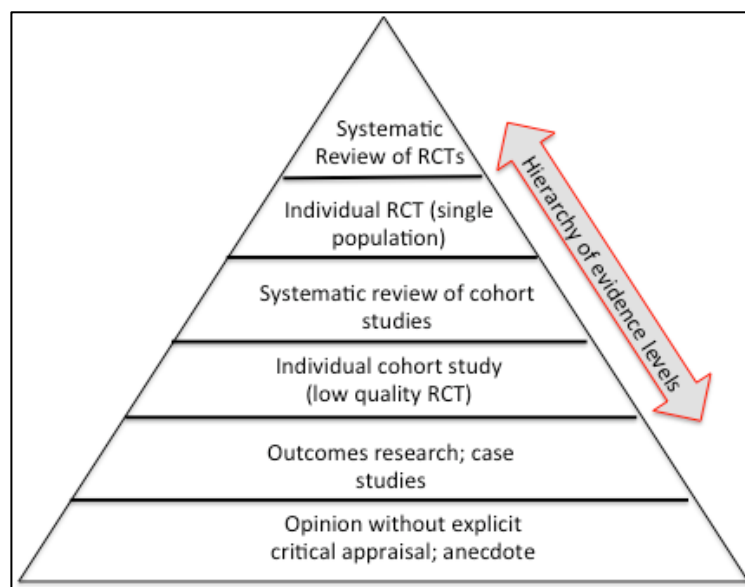 Systematic
Review of RCTs
Individual RCT (single
population)
Systematic review of cohort
studies
Individual cohort study
(low quality RCT)
Outcomes research; case
studies
Opinion without explicit
critical appraisal; anecdote
Hierarchy of evidence levels